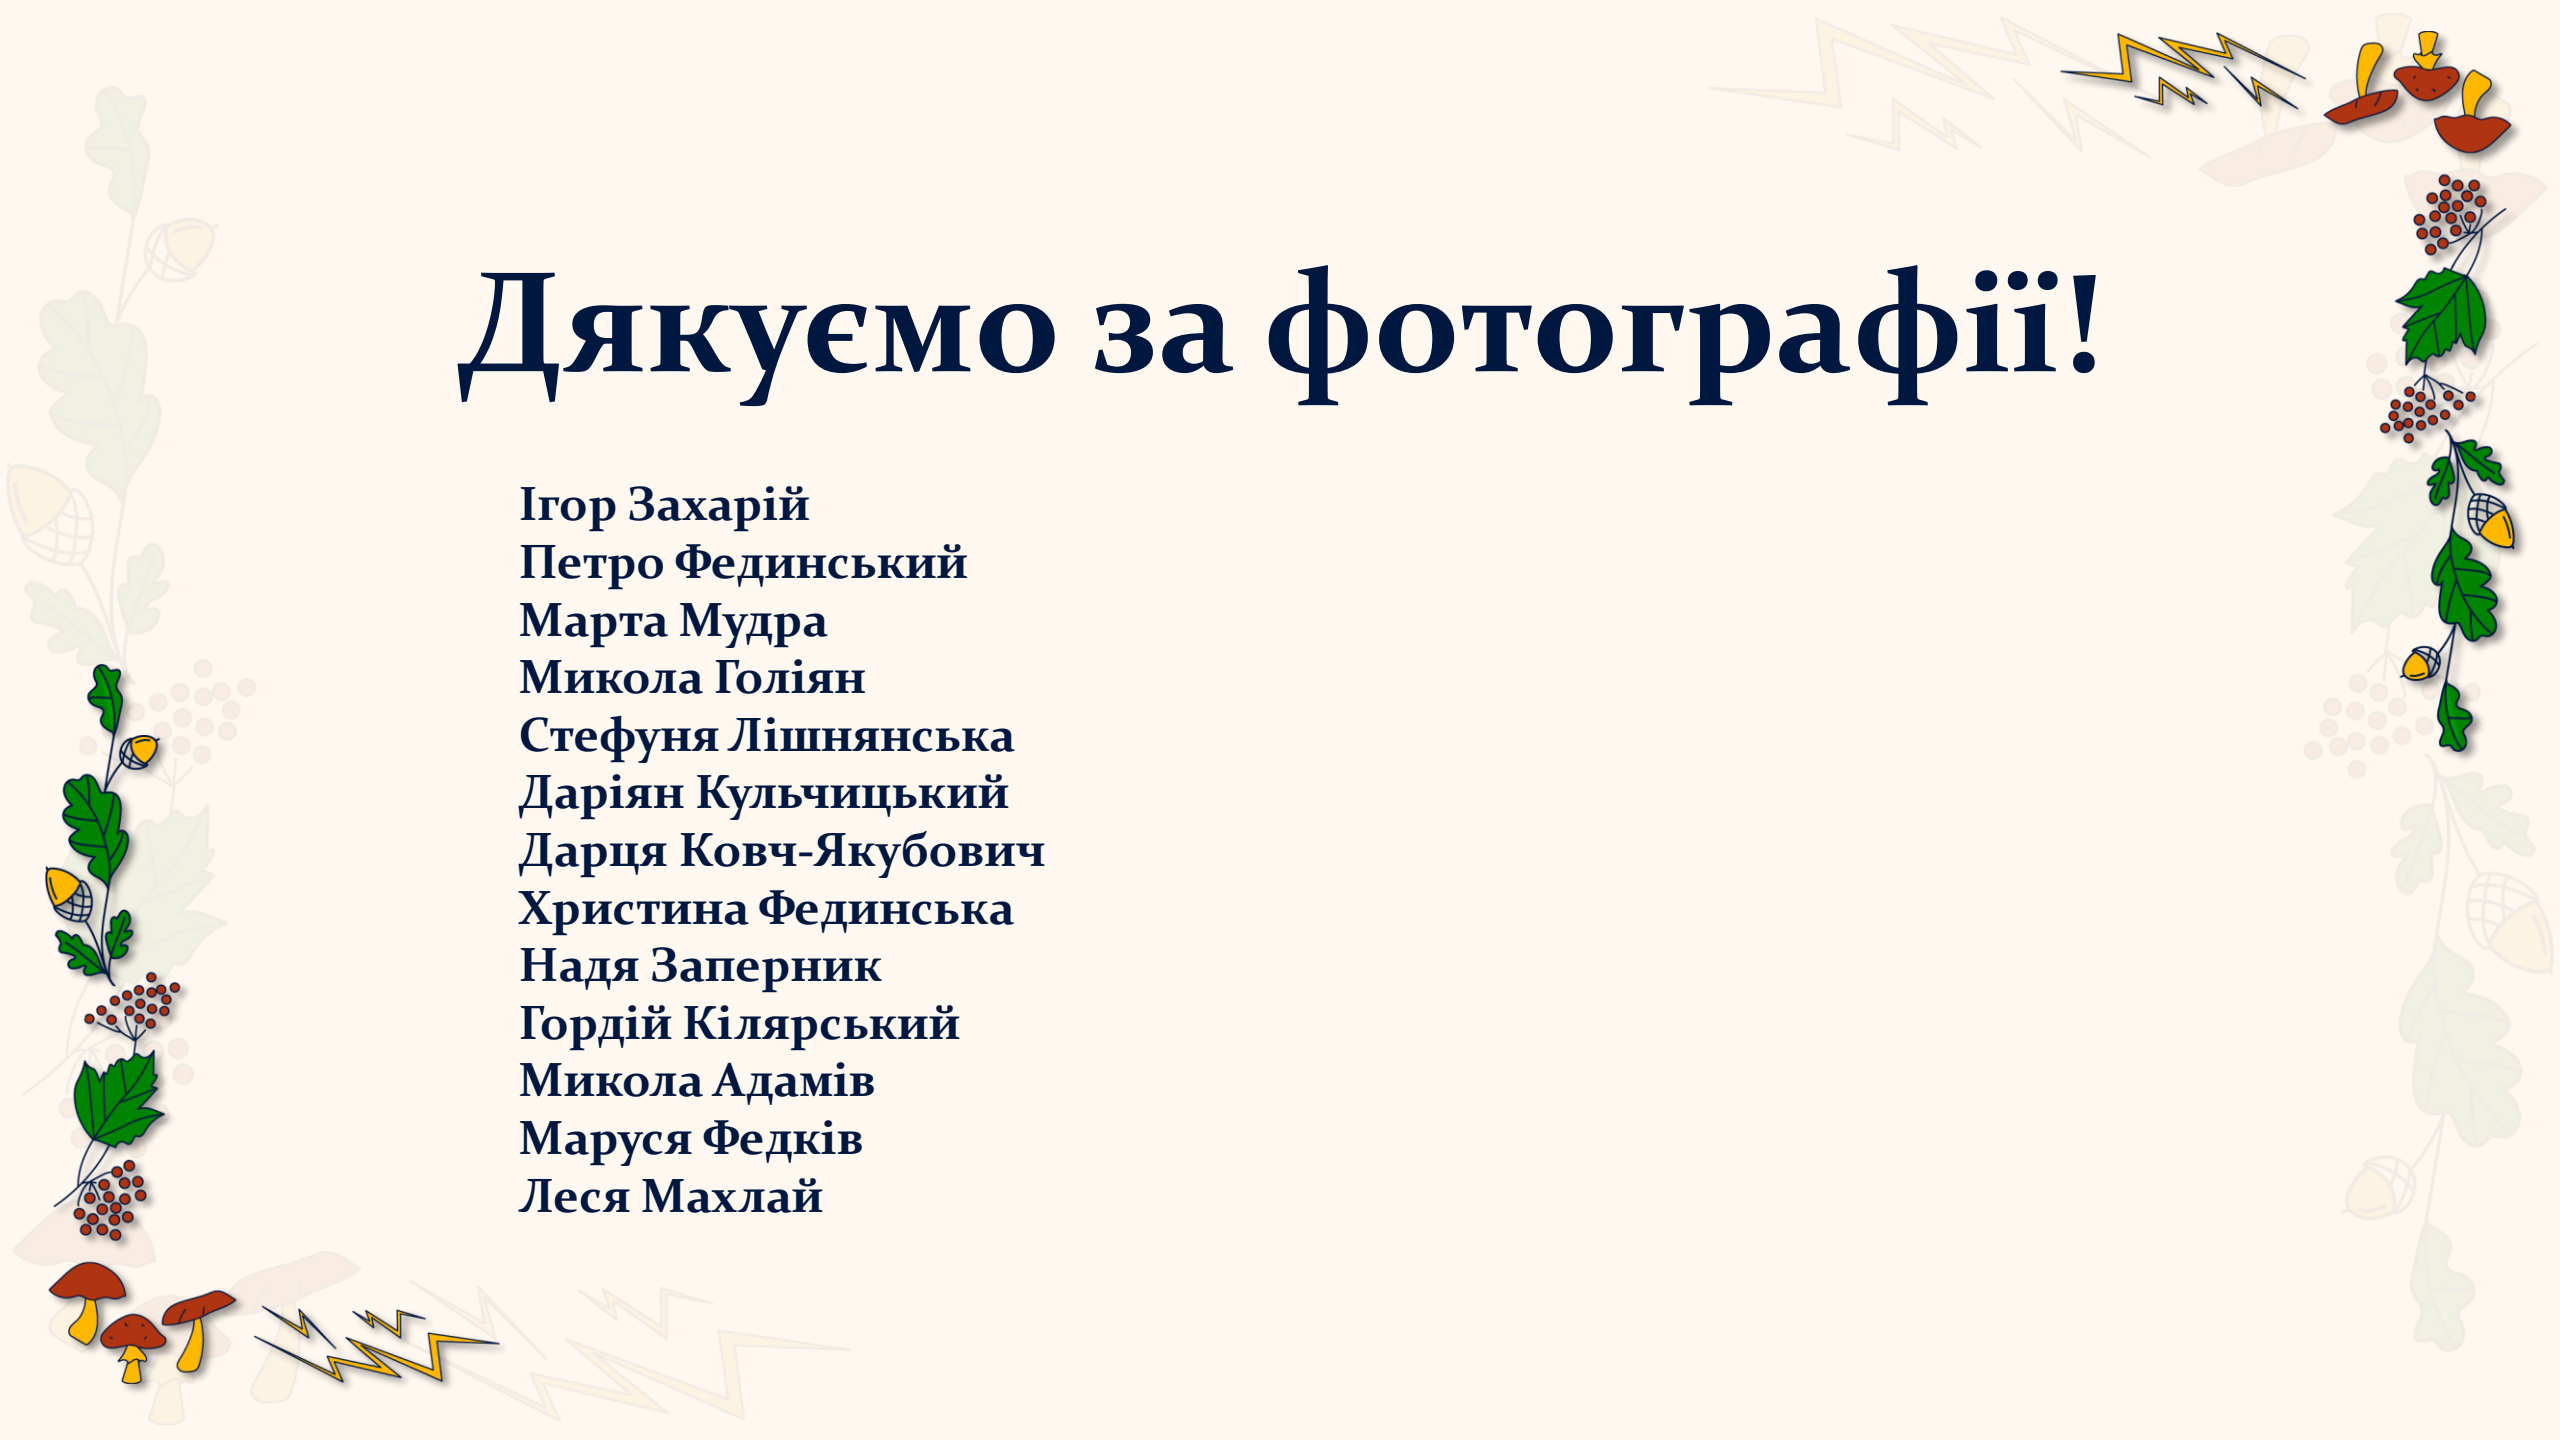 Дякуємо за фотографії!
Ігор Захарій
Петро Фединський
Марта Мудра
Микола Голіян
Стефуня Лішнянська
Даріян Кульчицький
Дарця Ковч-Якубович
Христина Фединська
Надя Заперник
Гордій Кілярський
Микола Адамів
Маруся Федків
Леся Махлай